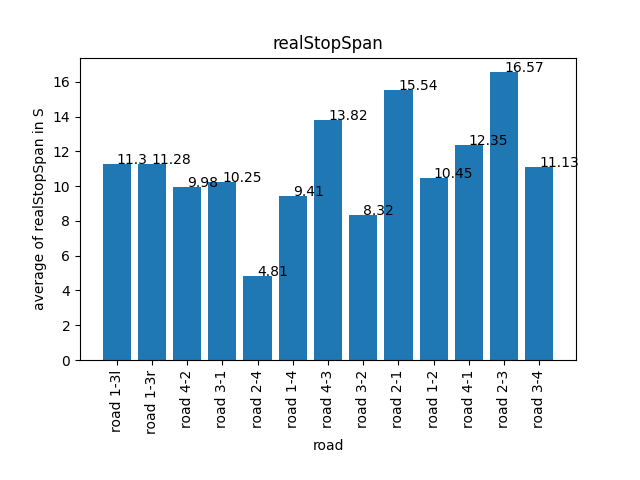 realStopSpan
average of realStopSpan in S
16
14
12
10
8
6
4
2
0
11.3
11.28
9.98
10.25
4.81
9.41
13.82
8.32
15.54
10.45
12.35
16.57
11.13
road 1-3l
road 1-3r
road 4-2
road 3-1
road 2-4
road 1-4
road 4-3
road 3-2
road 2-1
road 1-2
road 4-1
road 2-3
road 3-4
road